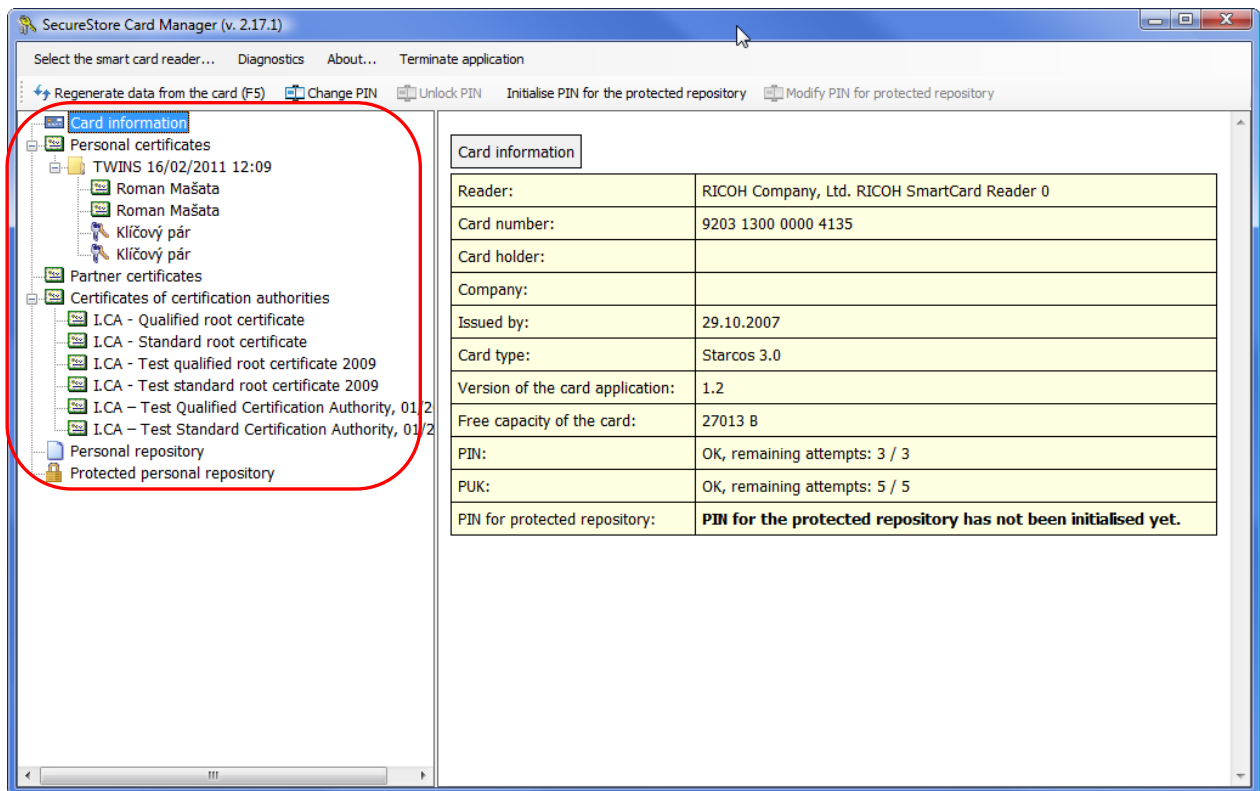 SecureStore Card Manager (v. 2.17.1)
Select the smart card reader... Diagnostics About... Terminate application
Regenerate data from the card (F5) Change PIN Unlock PIN Initialise PIN for the protected repository Modify PIN for protected repository
Card information
Personal certificates
TWINS 16/02/2011 12:09
Roman Mašata
Roman Mašata
Klíčový pár
Klíčový pár
Partner certificates
Certificates of certification authorities
I.CA - Qualified root certificate
I.CA - Standard root certificate
I.CA - Test qualified root certificate 2009
I.CA - Test standard root certificate 2009
I.CA – Test Qualified Certification Authority, 01/2
I.CA – Test Standard Certification Authority, 01/2
Personal repository
Protected personal repository
Card information
Reader: RICOH Company, Ltd. RICOH SmartCard Reader 0
Card number: 9203 1300 0000 4135
Card holder:
Company:
Issued by: 29.10.2007
Card type: Starcos 3.0
Version of the card application: 1.2
Free capacity of the card: 27013 B
PIN: OK, remaining attempts: 3 / 3
PUK: OK, remaining attempts: 5 / 5
PIN for protected repository: PIN for the protected repository has not been initialised yet.